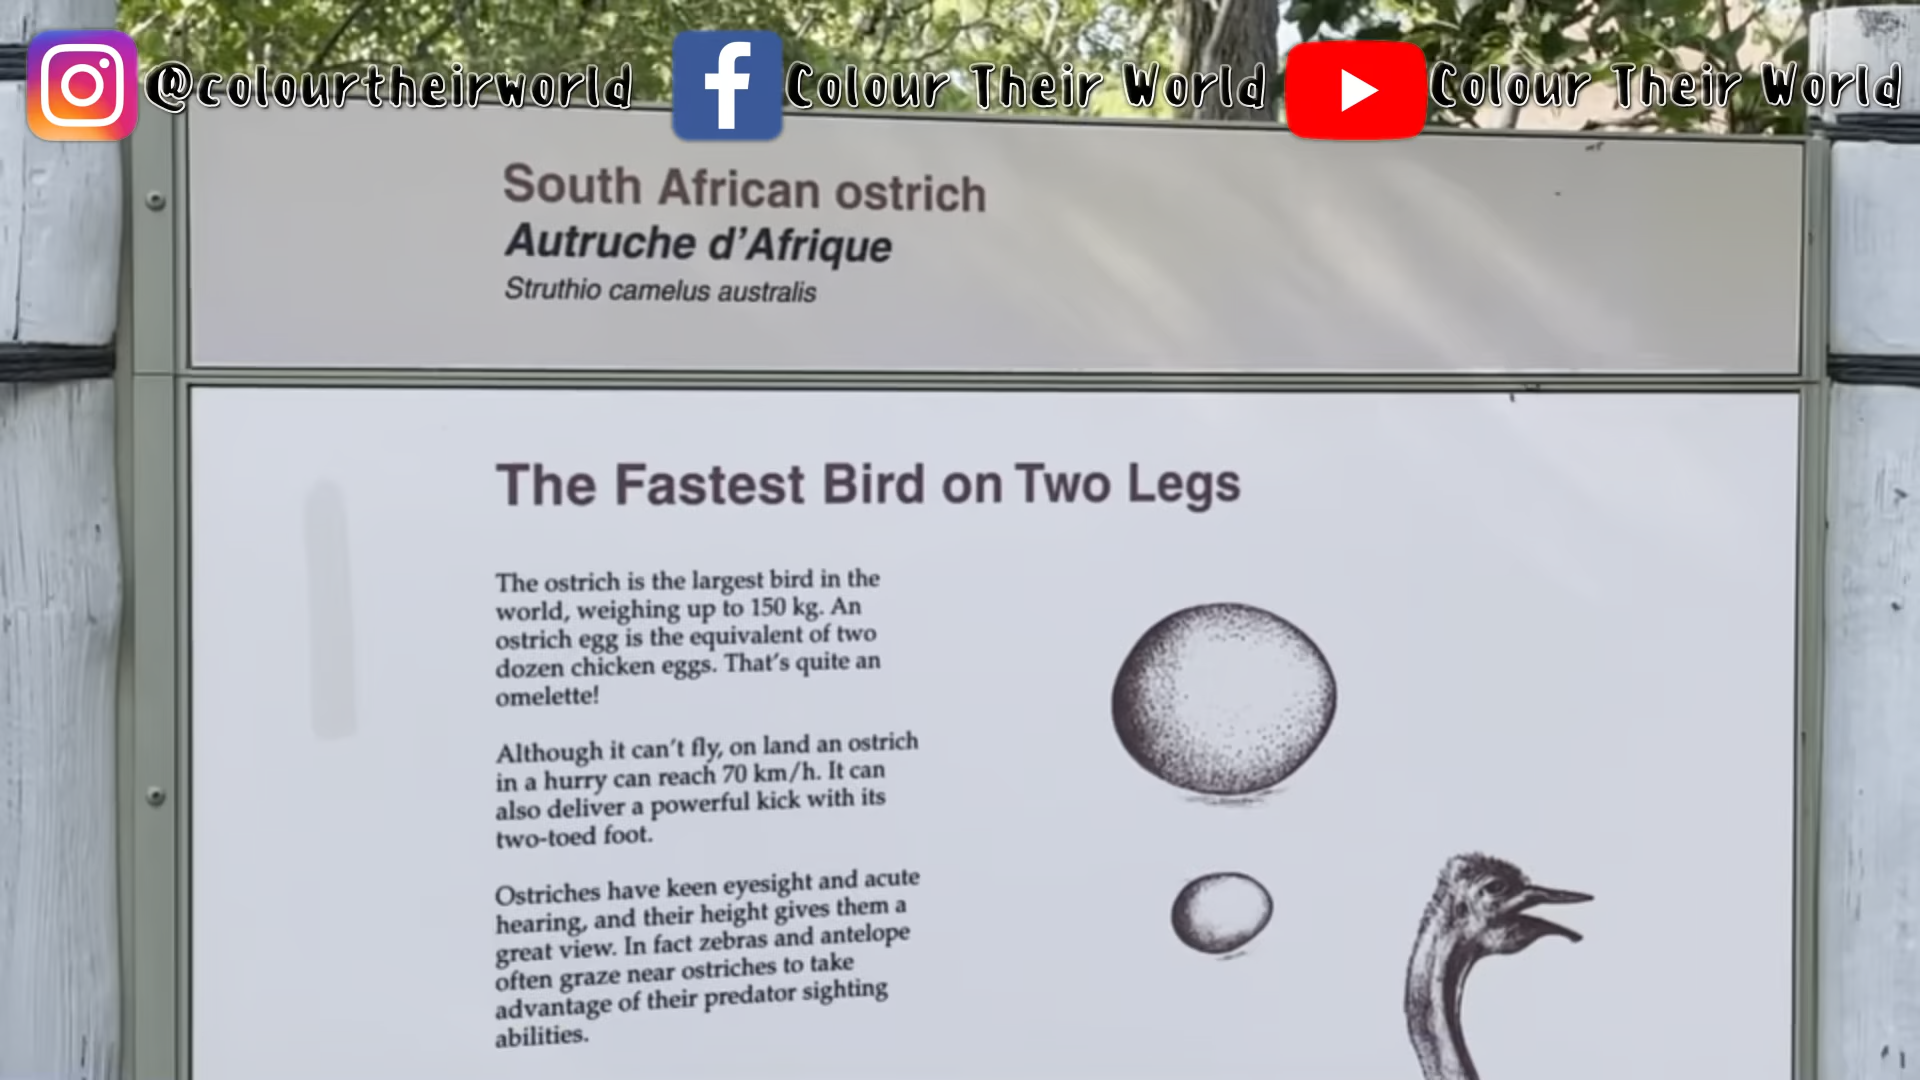 @colourtheirworld Colour Their World Colour Their World
South African ostrich
Autruche d'Afrique
Struthio camelus australis
The Fastest Bird on Two Legs
The ostrich is the largest bird in the
world, weighing up to 150 kg. An
ostrich egg is the equivalent of two
dozen chicken eggs. That's quite an
omelette!
Although it can't fly, on land an ostrich
in a hurry can reach 70 km/h. It can
also deliver a powerful kick with its
two-toed foot.
Ostriches have keen eyesight and acute
hearing, and their height gives them a
great view. In fact zebras and antelope
often graze near ostriches to take
advantage of their predator sighting
abilities.